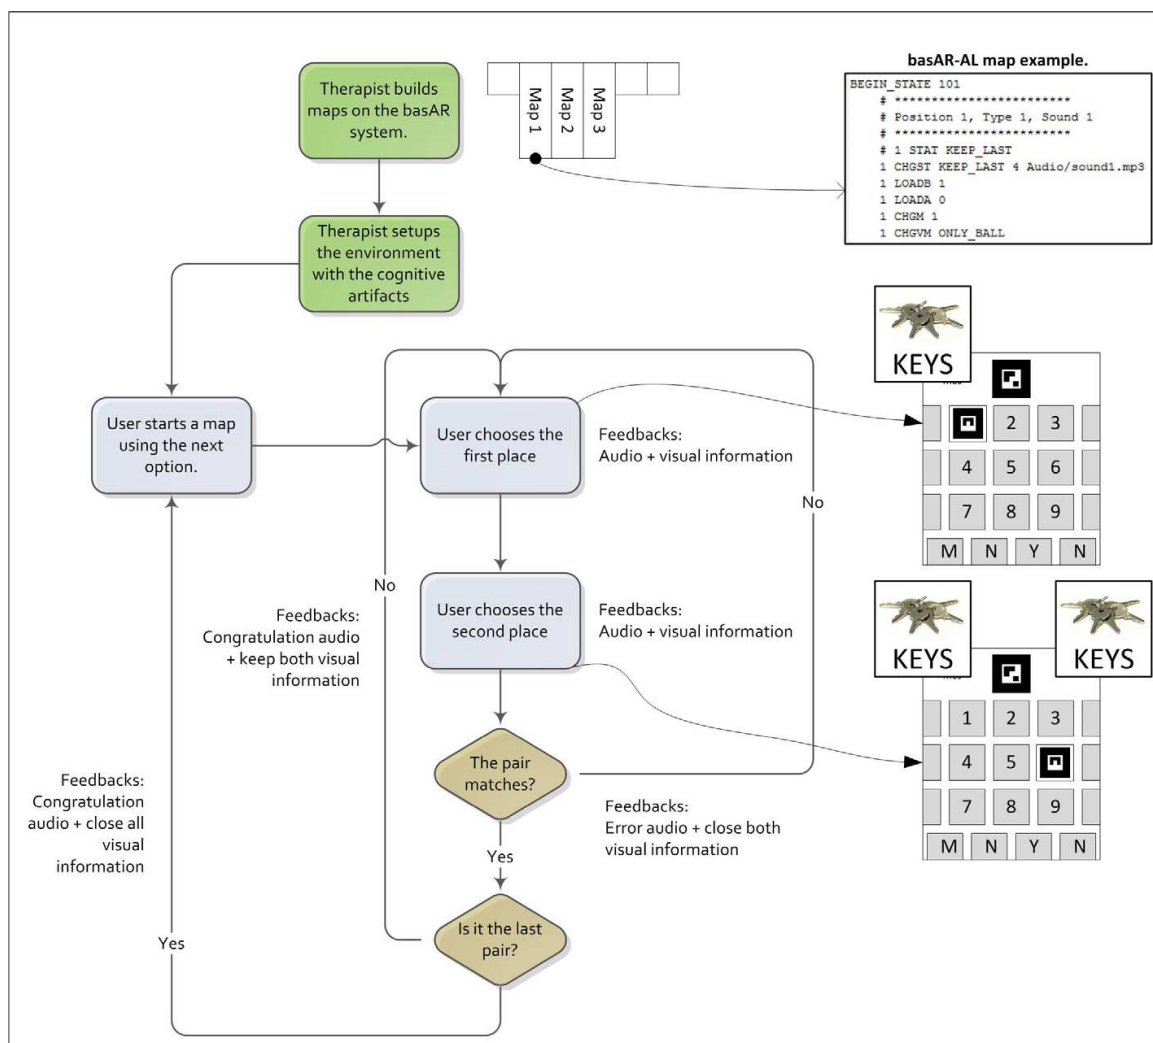 Therapist builds
maps on the basAR
system.
Map 1
Map 2
Map 3
basAR-AL map example.
BEGIN_STATE 101
# *************************
# Position 1, Type 1, Sound 1
# *************************
# 1 STAT KEEP_LAST
1 CHGST KEEP_LAST 4 Audio/sound1.mp3
1 LOADB 1
1 LOADA 0
1 CHGM 1
1 CHGVM ONLY_BALL
Therapist setups
the environment
with the cognitive
artifacts
User starts a map
using the next
option.
User chooses the
first place
Feedbacks:
Audio + visual information
No
KEYS
2 3
4 5 6
7 8 9
M N Y N
No
Feedbacks:
Congratulation audio
+ keep both visual
information
User chooses the
second place
Feedbacks:
Audio + visual information
KEYS KEYS
1 2 3
4 5
7 8 9
M N Y N
The pair
matches?
Feedbacks:
Error audio + close both
visual information
Yes
Feedbacks:
Congratulation
audio + close all
visual
information
Is it the last
pair?
Yes